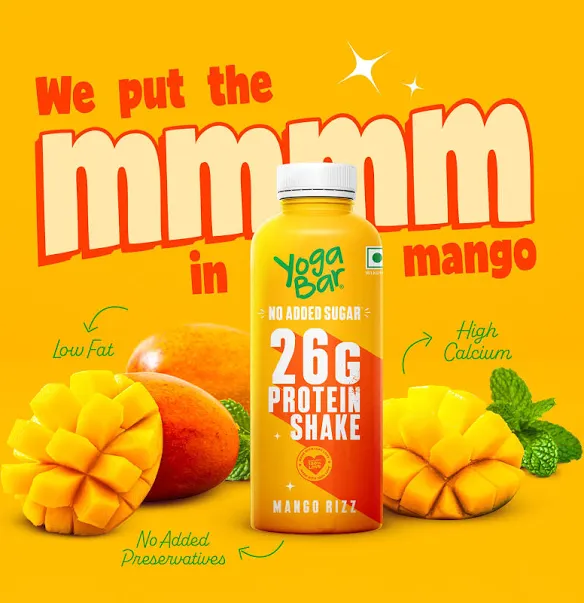 We put the
mmmm
in mango
Yoga
Bar®
NO ADDED SUGAR
26G
PROTEIN
SHAKE
MANGO RIZZ
Low Fat
High
Calcium
No Added
Preservatives